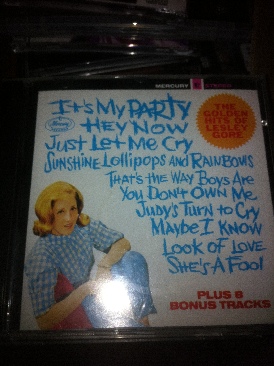 MERCURY STEREO
IT'S MY PARTY
HEY NOW
JUST LET ME CRY
SUNSHINE LOLLIPOPS AND RAINBOWS
THAT'S THE WAY BOYS ARE
YOU DON'T OWN ME
JUDY'S TURN TO CRY
MAYBE I KNOW
LOOK OF LOVE
SHE'S A FOOL
THE
GOLDEN
HITS OF
LESLEY
GORE
PLUS 8
BONUS TRACKS